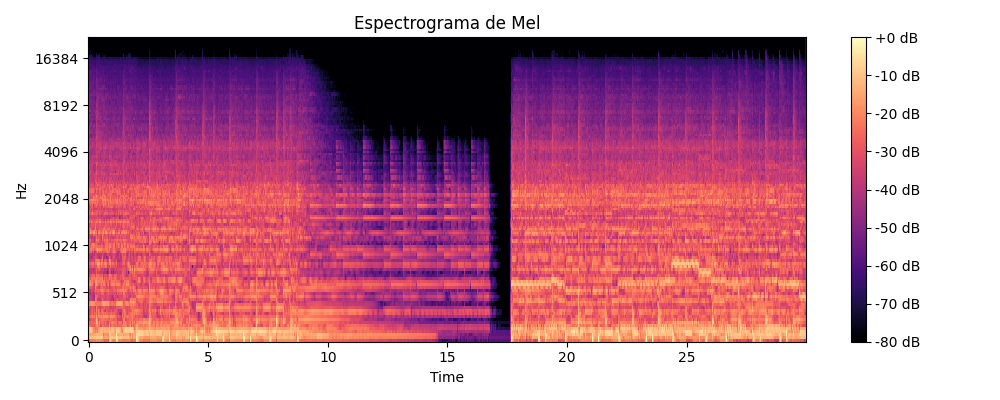 Espectrograma de Mel
Hz
16384
8192
4096
2048
1024
512
0
0 5 10 15 20 25
Time
+0 dB
-10 dB
-20 dB
-30 dB
-40 dB
-50 dB
-60 dB
-70 dB
-80 dB